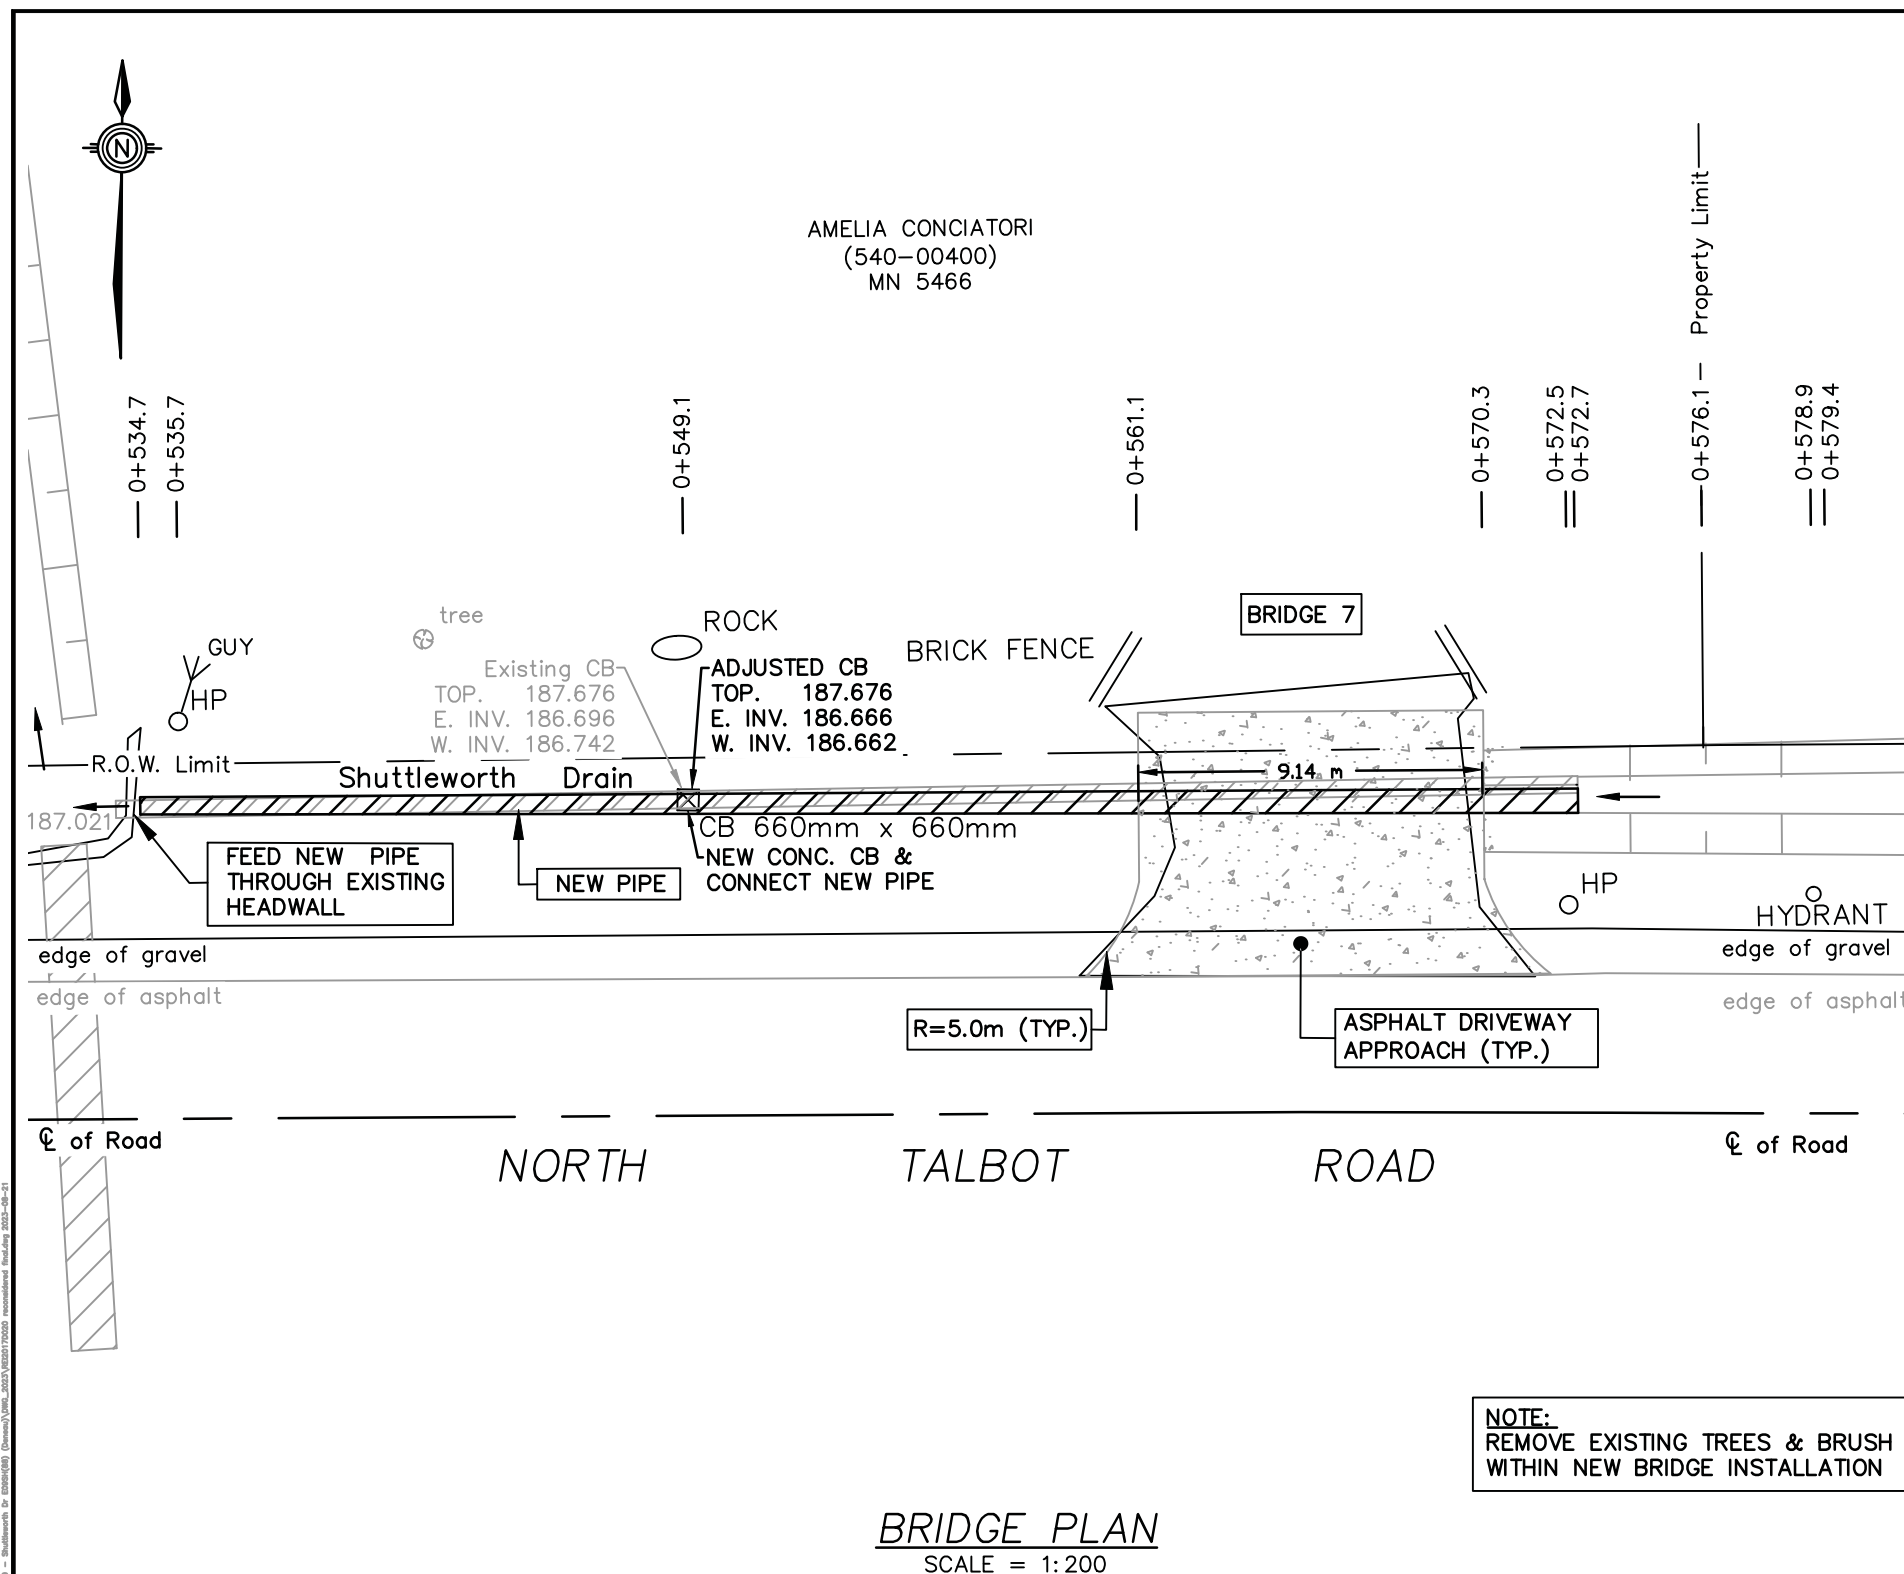 N
AMELIA CONCIATORI
(540-00400)
MN 5466
Property Limit
0+534.7
0+535.7
0+549.1
0+561.1
0+570.3
0+572.5
0+572.7
0+576.1
0+578.9
0+579.4
BRIDGE 7
tree
ROCK
GUY
HP
BRICK FENCE
Existing CB
TOP. 187.676
E. INV. 186.696
W. INV. 186.742
ADJUSTED CB
TOP. 187.676
E. INV. 186.666
W. INV. 186.662
R.O.W. Limit
Shuttleworth Drain
9.14 m
187.021
CB 660mm x 660mm
NEW CONC. CB &
CONNECT NEW PIPE
FEED NEW PIPE
THROUGH EXISTING
HEADWALL
NEW PIPE
HP
HYDRANT
edge of gravel
edge of gravel
edge of asphalt
edge of asphalt
R=5.0m (TYP.)
ASPHALT DRIVEWAY
APPROACH (TYP.)
℄ of Road
℄ of Road
NORTH TALBOT ROAD
NOTE:
REMOVE EXISTING TREES & BRUSH
WITHIN NEW BRIDGE INSTALLATION
BRIDGE PLAN
SCALE = 1:200